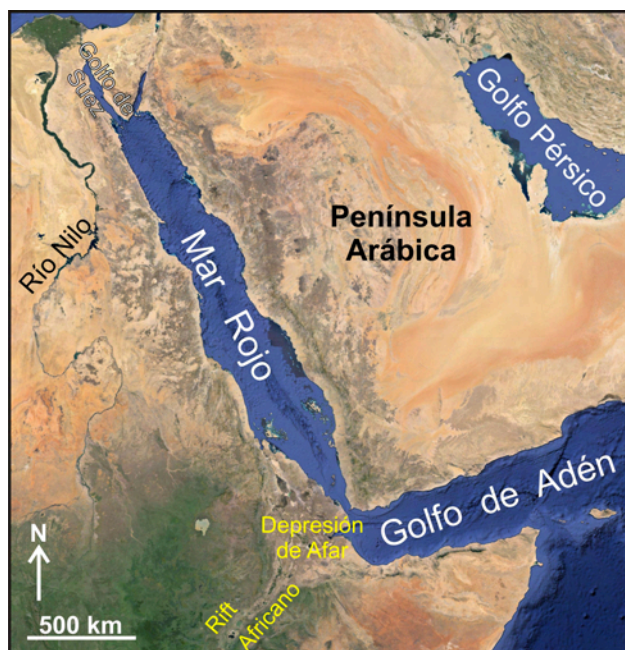 Golfo de
Suez
Golfo Pérsico
Península
Arábica
Río Nilo
Mar Rojo
Golfo de Adén
Depresión
de Afar
N
Rift
Africano
500 km